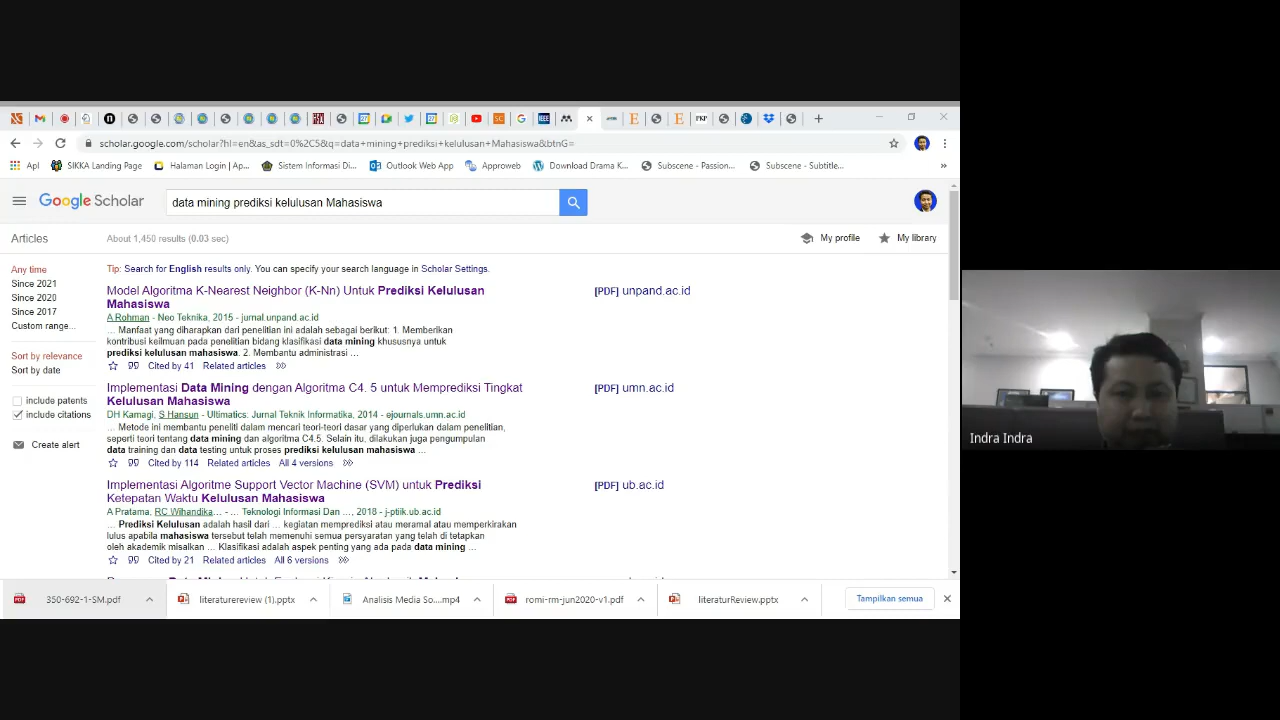 scholar.google.com/scholar?hl=en&as_sdt=0%2C5&q=data+mining+prediksi+kelulusan+Mahasiswa&btnG=
Apl SIKKA Landing Page Halaman Login | Ap... Sistem Informasi Di... Outlook Web App Approweb Download Drama K... Subscene - Passion... Subscene - Subtitle... »
Google Scholar
data mining prediksi kelulusan Mahasiswa
Articles
About 1,450 results (0.03 sec)
My profile
My library
Any time
Since 2021
Since 2020
Since 2017
Custom range...
Sort by relevance
Sort by date
include patents
include citations
Create alert
Tip: Search for English results only. You can specify your search language in Scholar Settings.
Model Algoritma K-Nearest Neighbor (K-Nn) Untuk Prediksi Kelulusan
Mahasiswa
A Rohman - Neo Teknika, 2015 - jurnal.unpand.ac.id
... Manfaat yang diharapkan dari penelitian ini adalah sebagai berikut: 1. Memberikan
kontribusi keilmuan pada penelitian bidang klasifikasi data mining khususnya untuk
prediksi kelulusan mahasiswa. 2. Membantu administrasi ...
Cited by 41 Related articles
[PDF] unpand.ac.id
Implementasi Data Mining dengan Algoritma C4. 5 untuk Memprediksi Tingkat
Kelulusan Mahasiswa
DH Kamagi, S Hansun - Ultimatics: Jurnal Teknik Informatika, 2014 - ejournals.umn.ac.id
... Metode ini membantu peneliti dalam mencari teori-teori dasar yang diperlukan dalam penelitian,
seperti teori tentang data mining dan algoritma C4.5. Selain itu, dilakukan juga pengumpulan
data training dan data testing untuk proses prediksi kelulusan mahasiswa ...
Cited by 114 Related articles All 4 versions
[PDF] umn.ac.id
Implementasi Algoritme Support Vector Machine (SVM) untuk Prediksi
Ketepatan Waktu Kelulusan Mahasiswa
A Pratama, RC Wihandika... - ... Teknologi Informasi Dan ..., 2018 - j-ptiik.ub.ac.id
... Prediksi Kelulusan adalah hasil dari ... kegiatan memprediksi atau meramal atau memperkirakan
lulus apabila mahasiswa tersebut telah memenuhi semua persyaratan yang telah di tetapkan
oleh akademik misalkan ... Klasifikasi adalah aspek penting yang ada pada data mining ...
Cited by 21 Related articles All 6 versions
[PDF] ub.ac.id
350-692-1-SM.pdf
literaturereview (1).pptx
Analisis Media So....mp4
romi-rm-jun2020-v1.pdf
literaturReview.pptx
Tampilkan semua
Indra Indra